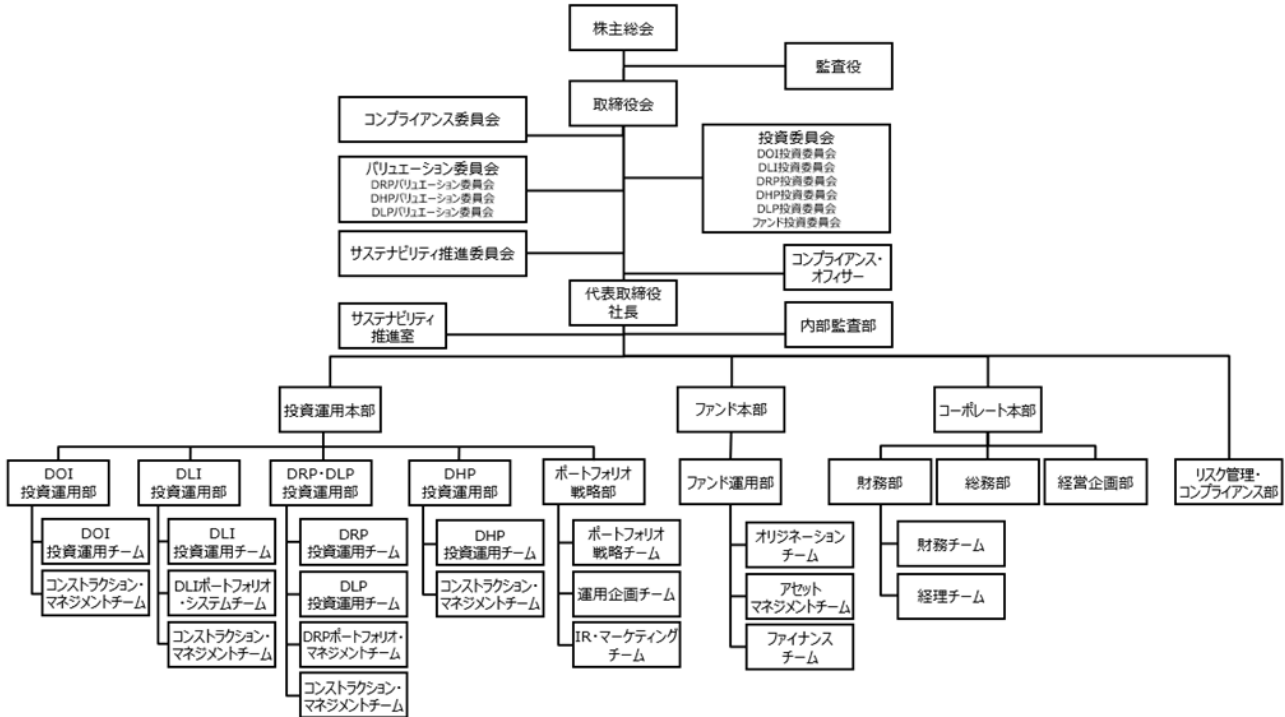 株主総会
監査役
取締役会
コンプライアンス委員会
投資委員会
DOI投資委員会
DLI投資委員会
DRP投資委員会
DHP投資委員会
DLP投資委員会
ファンド投資委員会
バリュエーション委員会
DRPバリュエーション委員会
DHPバリュエーション委員会
DLPバリュエーション委員会
サステナビリティ推進委員会
コンプライアンス・
オフィサー
代表取締役
社長
サステナビリティ
推進室
内部監査部
投資運用本部
ファンド本部
コーポレート本部
DOI
投資運用部
DLI
投資運用部
DRP・DLP
投資運用部
DHP
投資運用部
ポートフォリオ
戦略部
ファンド運用部
財務部
総務部
経営企画部
リスク管理・
コンプライアンス部
DOI
投資運用チーム
コンストラクション・
マネジメントチーム
DLI
投資運用チーム
DLIポートフォリオ
・システムチーム
コンストラクション・
マネジメントチーム
DRP
投資運用チーム
DLP
投資運用チーム
DRPポートフォリオ・
マネジメントチーム
コンストラクション・
マネジメントチーム
DHP
投資運用チーム
コンストラクション・
マネジメントチーム
ポートフォリオ
戦略チーム
運用企画チーム
IR・マーケティング
チーム
オリジネーション
チーム
アセット
マネジメントチーム
ファイナンス
チーム
財務チーム
経理チーム